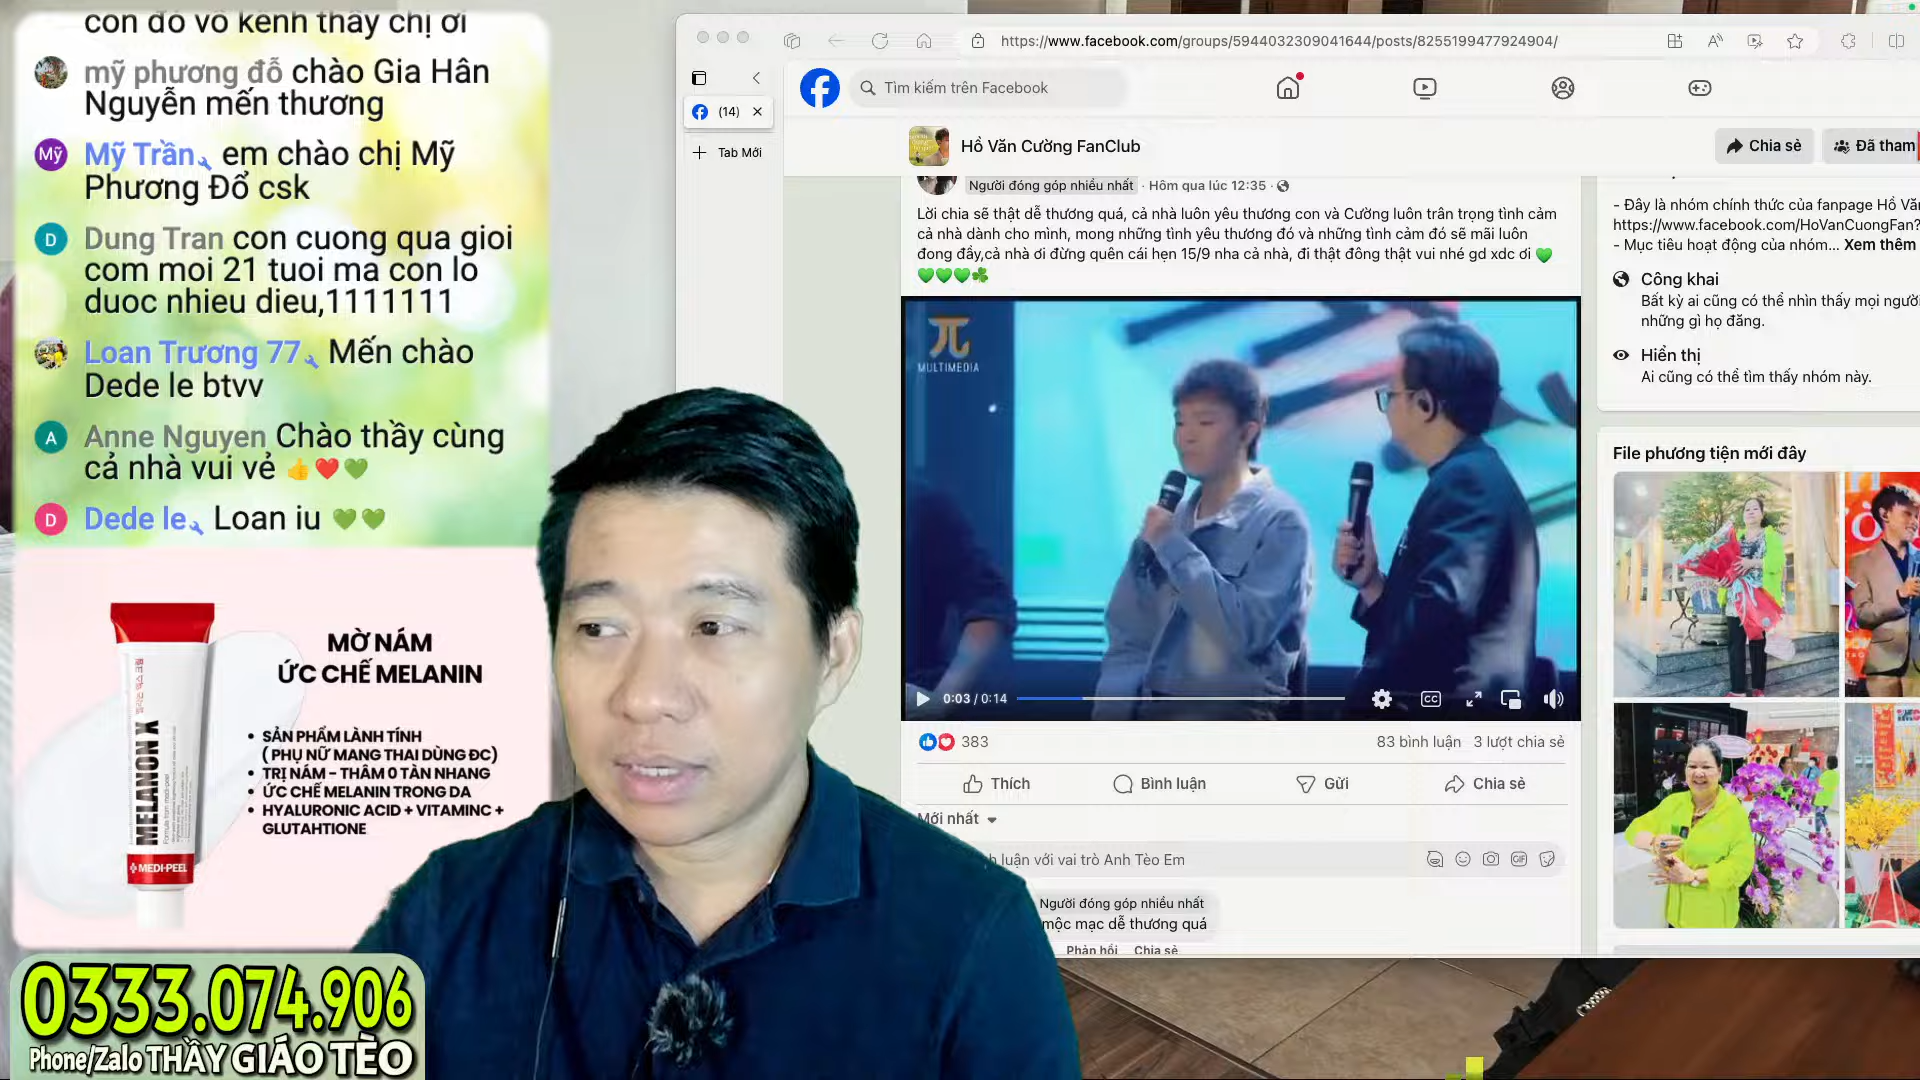 con đó vô kênh thầy chị ơi
mỹ phương đỗ chào Gia Hân
Nguyễn mến thương
Mỹ
Mỹ Trần em chào chị Mỹ
Phương Đổ csk
D
Dung Tran con cuong qua gioi
com moi 21 tuoi ma con lo
duoc nhieu dieu,1111111
Loan Trương 77 Mến chào
Dede le btvv
A
Anne Nguyen Chào thầy cùng
cả nhà vui vẻ 👍❤️💚
D
Dede le Loan iu 💚💚
MỜ NÁM
ỨC CHẾ MELANIN
• SẢN PHẨM LÀNH TÍNH
( PHỤ NỮ MANG THAI DÙNG ĐC)
• TRỊ NÁM - THÂM 0 TÀN NHANG
• ỨC CHẾ MELANIN TRONG DA
• HYALURONIC ACID + VITAMINC +
GLUTAHTIONE
MELANON X
MEDI-PEEL
0333.074.906
Phone/Zalo THẦY GIÁO TÈO
https://www.facebook.com/groups/5944032309041644/posts/8255199477924904/
(14)
Tab Mới
Tìm kiếm trên Facebook
Hồ Văn Cường FanClub
Chia sẻ
Đã tham
Người đóng góp nhiều nhất · Hôm qua lúc 12:35 ·
Lời chia sẽ thật dễ thương quá, cả nhà luôn yêu thương con và Cường luôn trân trọng tình cảm
cả nhà dành cho mình, mong những tình yêu thương đó và những tình cảm đó sẽ mãi luôn
đong đầy,cả nhà ơi đừng quên cái hẹn 15/9 nha cả nhà, đi thật đông thật vui nhé gd xdc ơi 💚
💚💚💚☘️
MULTIMEDIA
0:03 / 0:14
CC
383
83 bình luận 3 lượt chia sẻ
Thích
Bình luận
Gửi
Chia sẻ
Mới nhất
luận với vai trò Anh Tèo Em
GIF
Người đóng góp nhiều nhất
mộc mạc dễ thương quá
Phản hồi Chia sẻ
- Đây là nhóm chính thức của fanpage Hồ Văn
https://www.facebook.com/HoVanCuongFan?
- Mục tiêu hoạt động của nhóm... Xem thêm
Công khai
Bất kỳ ai cũng có thể nhìn thấy mọi người
những gì họ đăng.
Hiển thị
Ai cũng có thể tìm thấy nhóm này.
File phương tiện mới đây